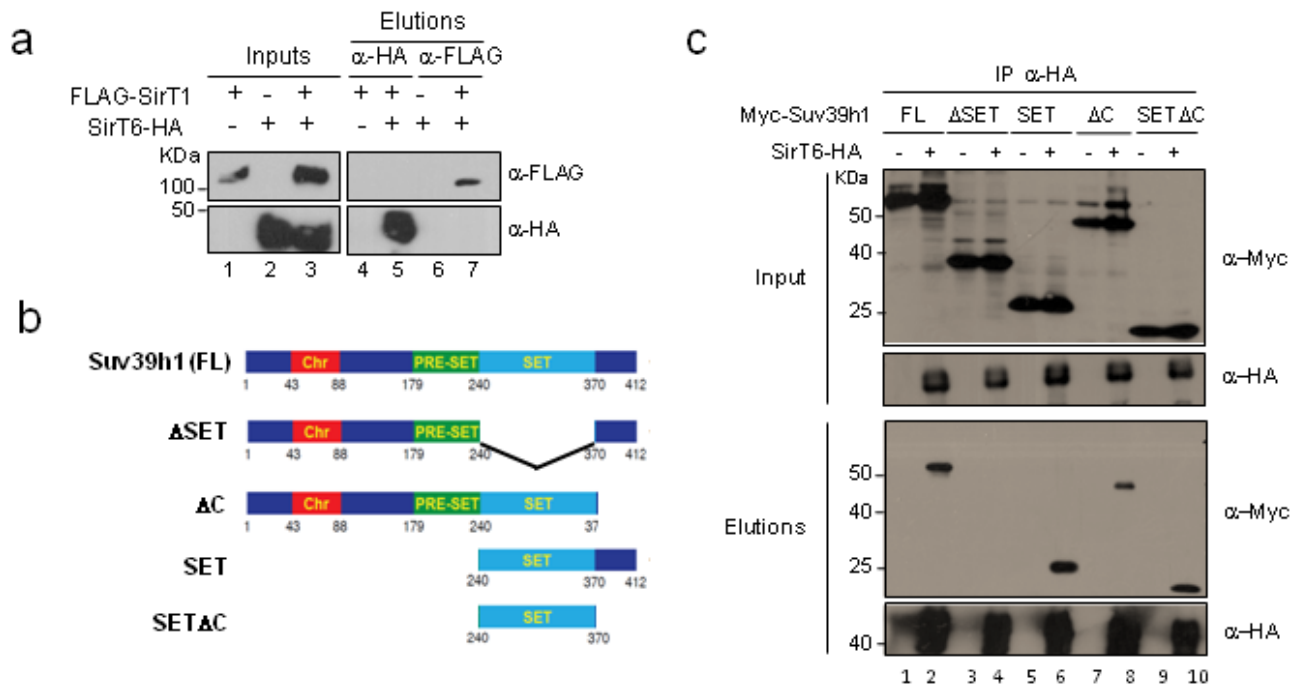 a
Elutions
Inputs α-HA α-FLAG
FLAG-SirT1 + - + + + - +
SirT6-HA - + + - + + +
KDa
100
50
α-FLAG
α-HA
1 2 3 4 5 6 7
b
Suv39h1 (FL)
Chr PRE-SET SET
1 43 88 179 240 370 412
ΔSET
Chr PRE-SET
1 43 88 179 240 370 412
ΔC
Chr PRE-SET SET
1 43 88 179 240 37
SET
SET
240 370 412
SETΔC
SET
240 370
c
IP α-HA
Myc-Suv39h1 FL ΔSET SET ΔC SET ΔC
SirT6-HA - + - + - + - + - +
KDa
50
40
25
Input
α-Myc
α-HA
Elutions
50
40
25
α-Myc
40
α-HA
1 2 3 4 5 6 7 8 9 10